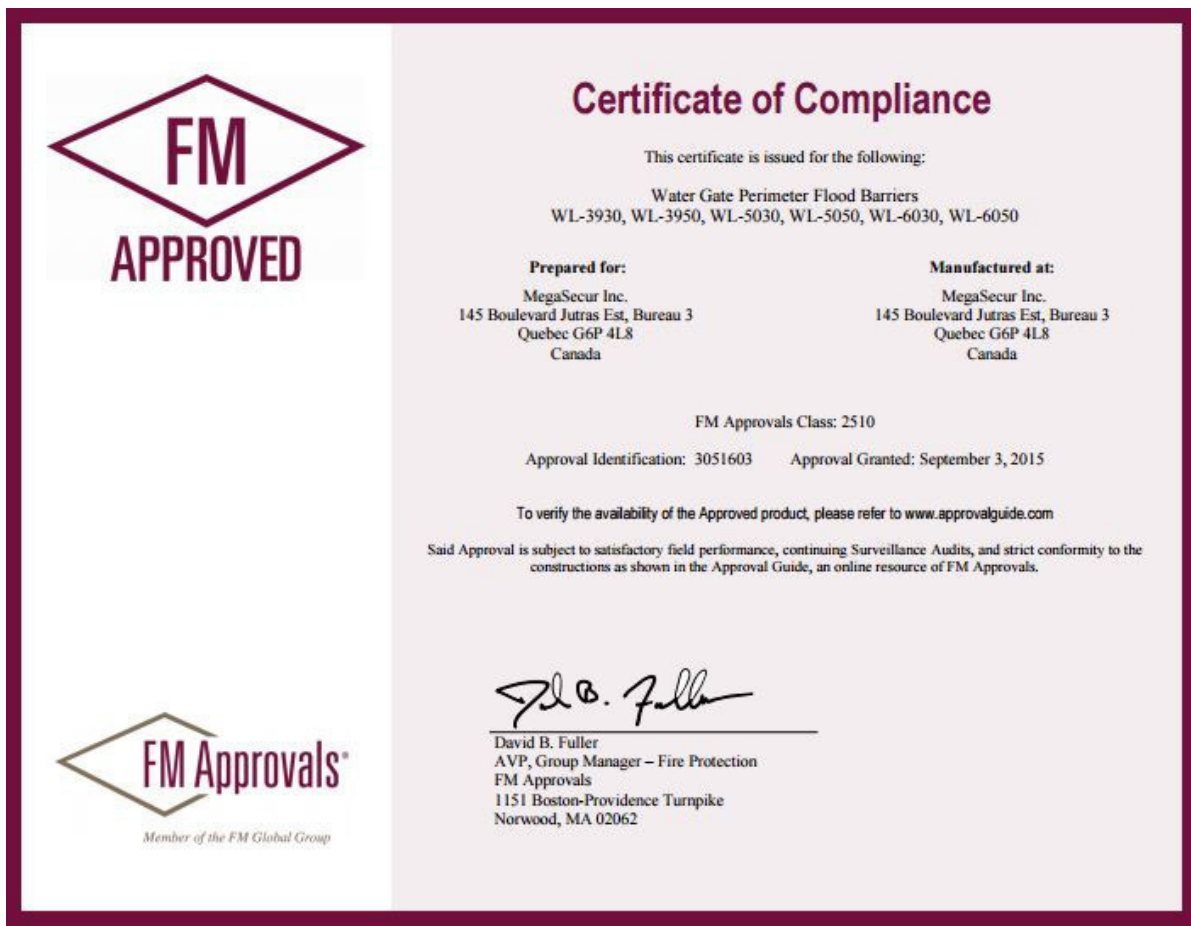 FM
APPROVED
Certificate of Compliance
This certificate is issued for the following:
Water Gate Perimeter Flood Barriers
WL-3930, WL-3950, WL-5030, WL-5050, WL-6030, WL-6050
Prepared for:
MegaSecur Inc.
145 Boulevard Jutras Est, Bureau 3
Quebec G6P 4L8
Canada
Manufactured at:
MegaSecur Inc.
145 Boulevard Jutras Est, Bureau 3
Quebec G6P 4L8
Canada
FM Approvals Class: 2510
Approval Identification: 3051603 Approval Granted: September 3, 2015
To verify the availability of the Approved product, please refer to www.approvalguide.com
Said Approval is subject to satisfactory field performance, continuing Surveillance Audits, and strict conformity to the
constructions as shown in the Approval Guide, an online resource of FM Approvals.
David B. Fuller
AVP, Group Manager – Fire Protection
FM Approvals
1151 Boston-Providence Turnpike
Norwood, MA 02062
FM Approvals®
Member of the FM Global Group